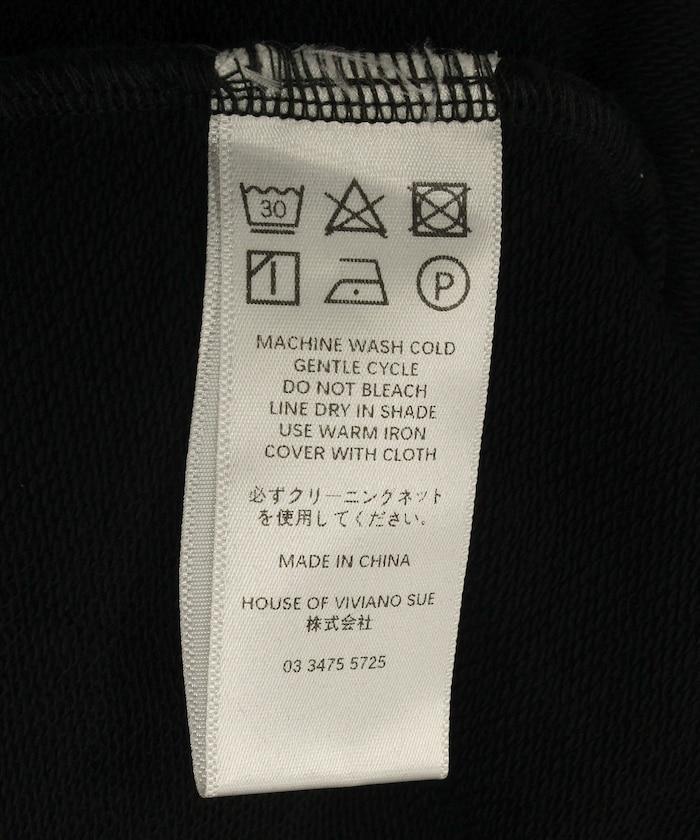 30
P
MACHINE WASH COLD
GENTLE CYCLE
DO NOT BLEACH
LINE DRY IN SHADE
USE WARM IRON
COVER WITH CLOTH
必ずクリーニングネット
を使用してください。
MADE IN CHINA
HOUSE OF VIVIANO SUE
株式会社
03 3475 5725